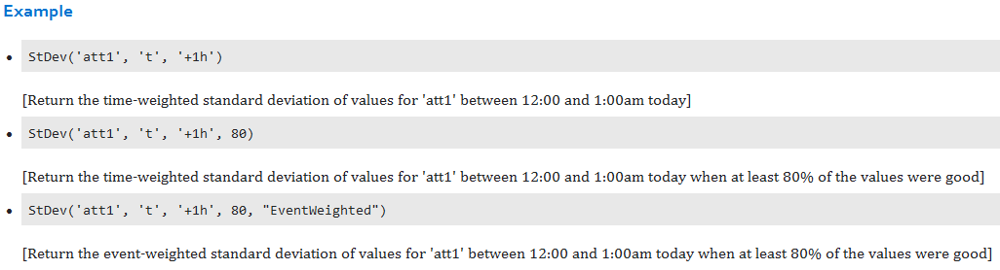 Example
StDev('att1', 't', '+1h')
[Return the time-weighted standard deviation of values for 'att1' between 12:00 and 1:00am today]
StDev('att1', 't', '+1h', 80)
[Return the time-weighted standard deviation of values for 'att1' between 12:00 and 1:00am today when at least 80% of the values were good]
StDev('att1', 't', '+1h', 80, "EventWeighted")
[Return the event-weighted standard deviation of values for 'att1' between 12:00 and 1:00am today when at least 80% of the values were good]